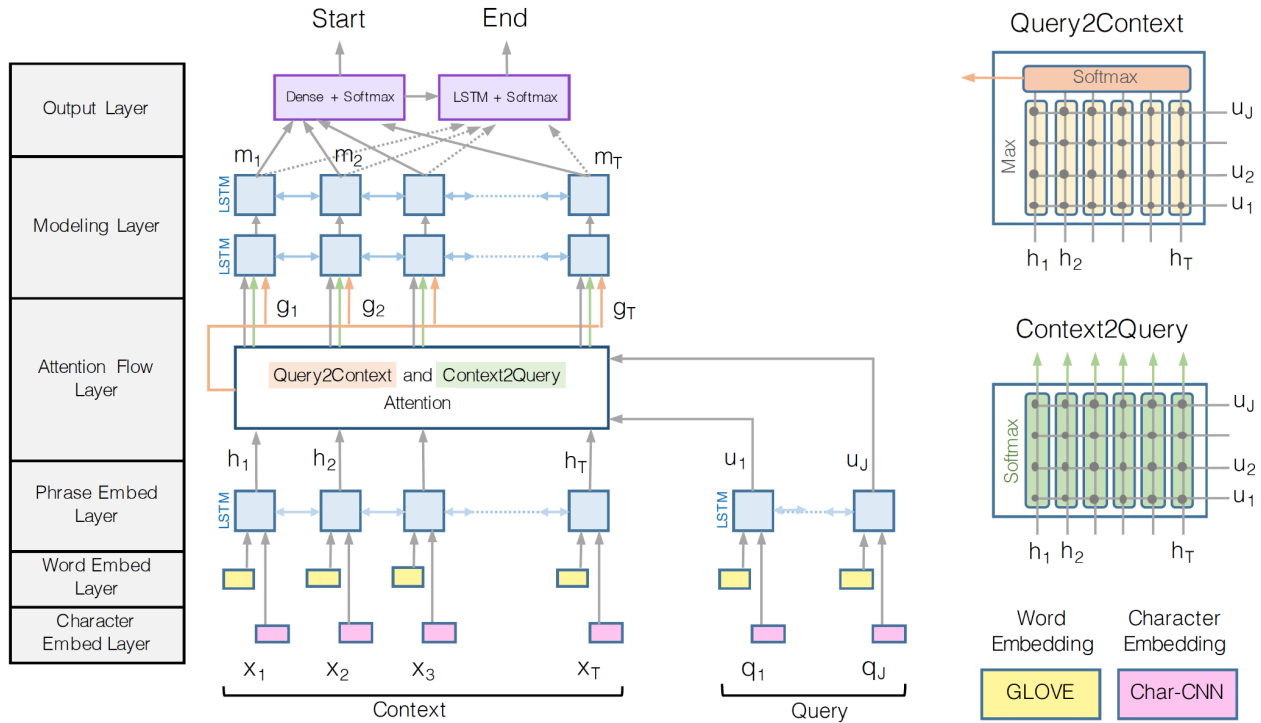 Start
End
Query2Context
Output Layer
Dense + Softmax
LSTM + Softmax
Softmax
Max
u_J
u_2
u_1
h_1
h_2
h_T
m_1
m_2
m_T
Modeling Layer
LSTM
LSTM
g_1
g_2
g_T
Attention Flow
Layer
Query2Context and Context2Query
Attention
Context2Query
Softmax
u_J
u_2
u_1
h_1
h_2
h_T
h_1
h_2
h_T
u_1
u_J
Phrase Embed
Layer
LSTM
LSTM
Word Embed
Layer
Character
Embed Layer
x_1
x_2
x_3
x_T
q_1
q_J
Context
Query
Word
Embedding
Character
Embedding
GLOVE
Char-CNN